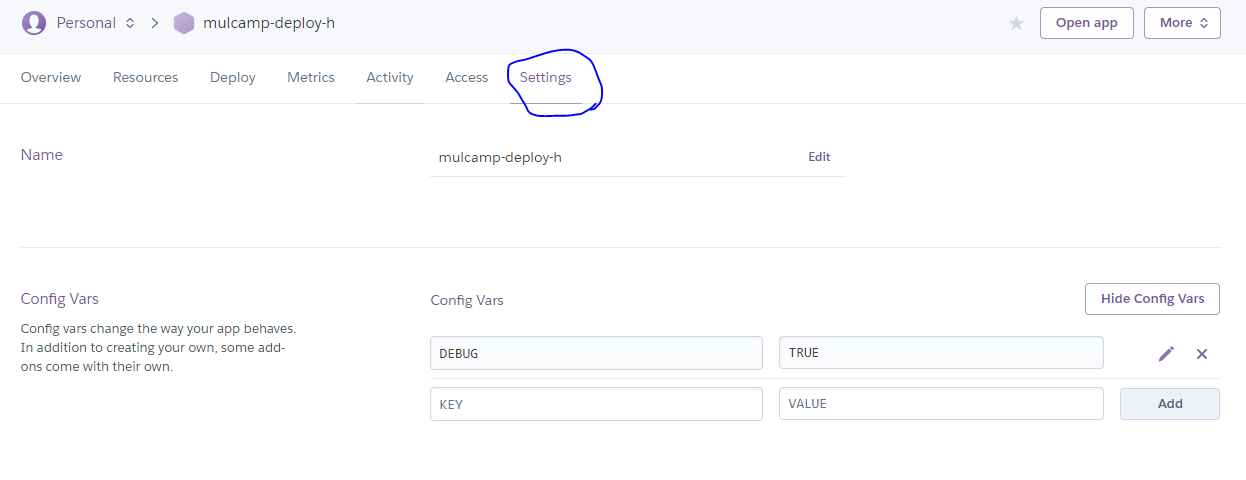 Personal mulcamp-deploy-h Open app More
Overview Resources Deploy Metrics Activity Access Settings
Name mulcamp-deploy-h Edit
Config Vars Config Vars Hide Config Vars
Config vars change the way your app behaves.
In addition to creating your own, some add-
ons come with their own.
DEBUG TRUE
KEY VALUE Add